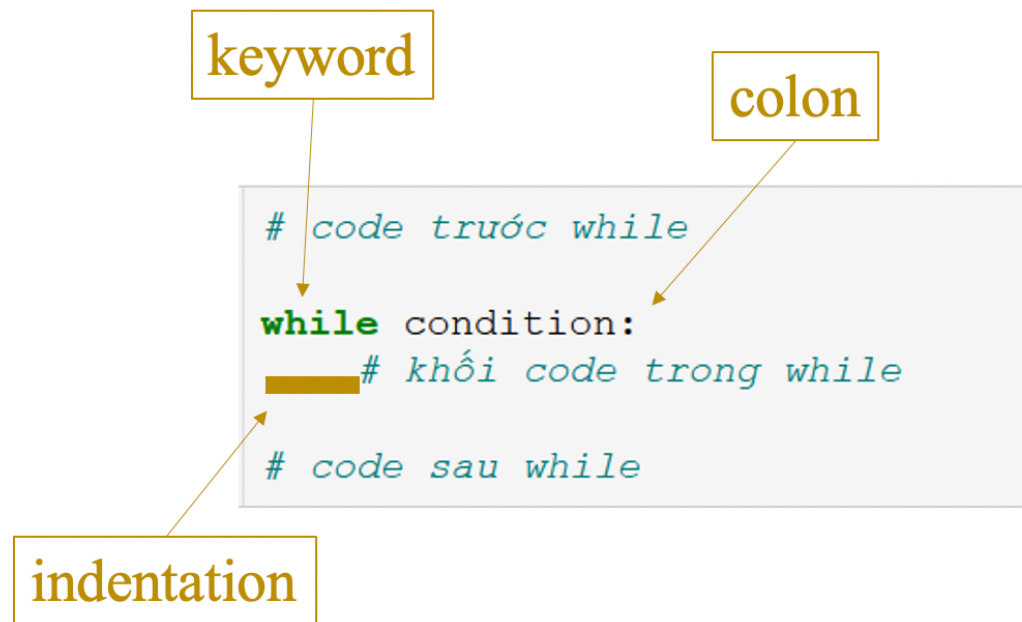 keyword
colon
# code trước while
while condition:
# khối code trong while
# code sau while
indentation